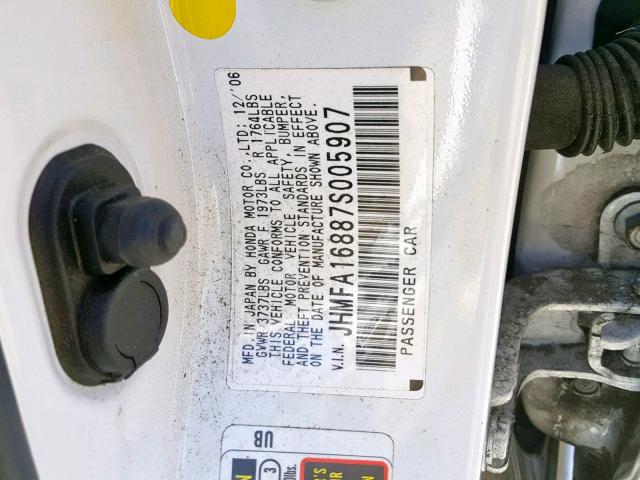 MFD. IN JAPAN BY HONDA MOTOR CO.,LTD: 12/'06
GVWR 3737LBS GAWR F 1973LBS R 1764LBS
THIS VEHICLE CONFORMS TO ALL APPLICABLE
FEDERAL MOTOR VEHICLE SAFETY, BUMPER,
AND THEFT PREVENTION STANDARDS IN EFFECT
ON THE DATE OF MANUFACTURE SHOWN ABOVE.
V.I.N. JHMFA16887S005907
PASSENGER CAR
UB
3